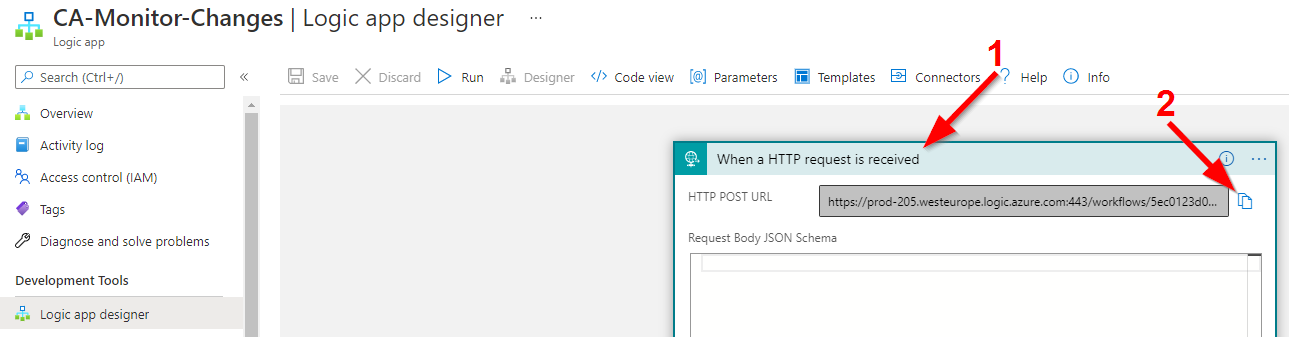 CA-Monitor-Changes | Logic app designer ...
Logic app
Search (Ctrl+/) «
Save Discard Run Designer Code view Parameters Templates Connectors Help Info
1
2
Overview
Activity log
Access control (IAM)
Tags
Diagnose and solve problems
Development Tools
Logic app designer
When a HTTP request is received
HTTP POST URL https://prod-205.westeurope.logic.azure.com:443/workflows/5ec0123d0...
Request Body JSON Schema